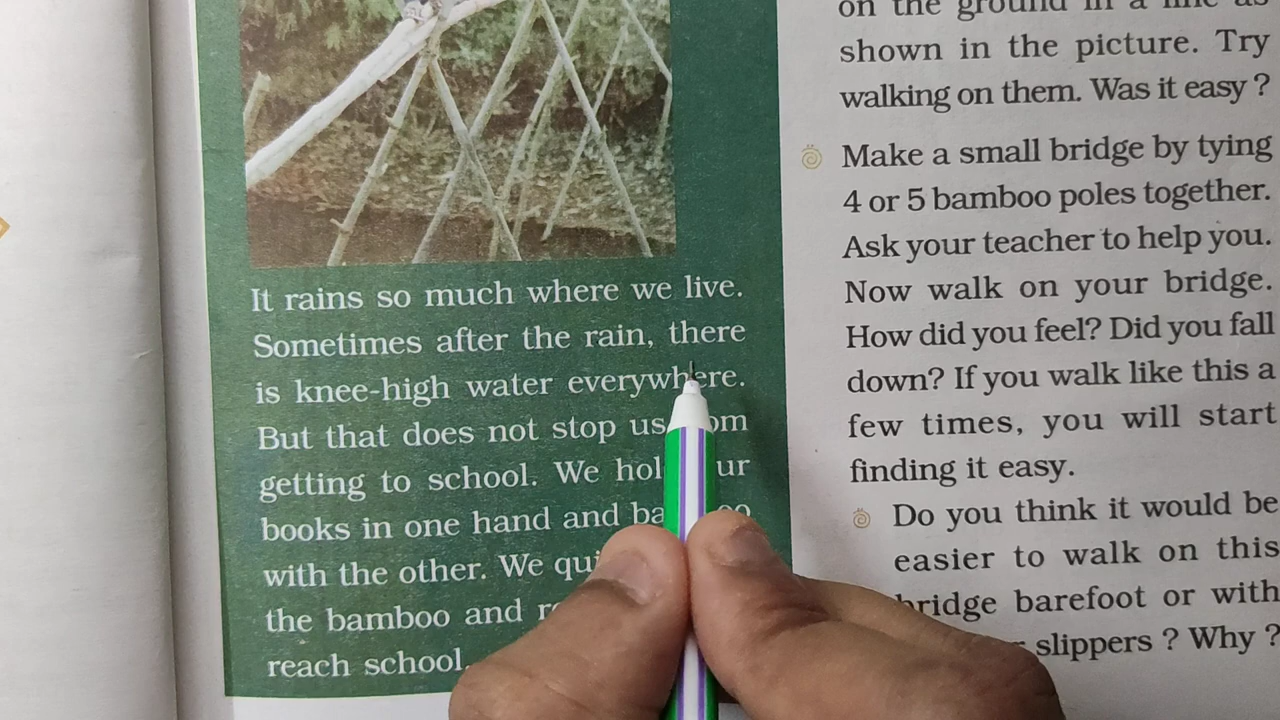 It rains so much where we live.
Sometimes after the rain, there
is knee-high water everywhere.
But that does not stop us
getting to school. We
books in one hand and
with the other. We
the bamboo and
reach school.
on the ground in a line as
shown in the picture. Try
walking on them. Was it easy ?
Make a small bridge by tying
4 or 5 bamboo poles together.
Ask your teacher to help you.
Now walk on your bridge.
How did you feel? Did you fall
down? If you walk like this a
few times, you will start
finding it easy.
Do you think it would be
easier to walk on this
bridge barefoot or with
slippers ? Why ?